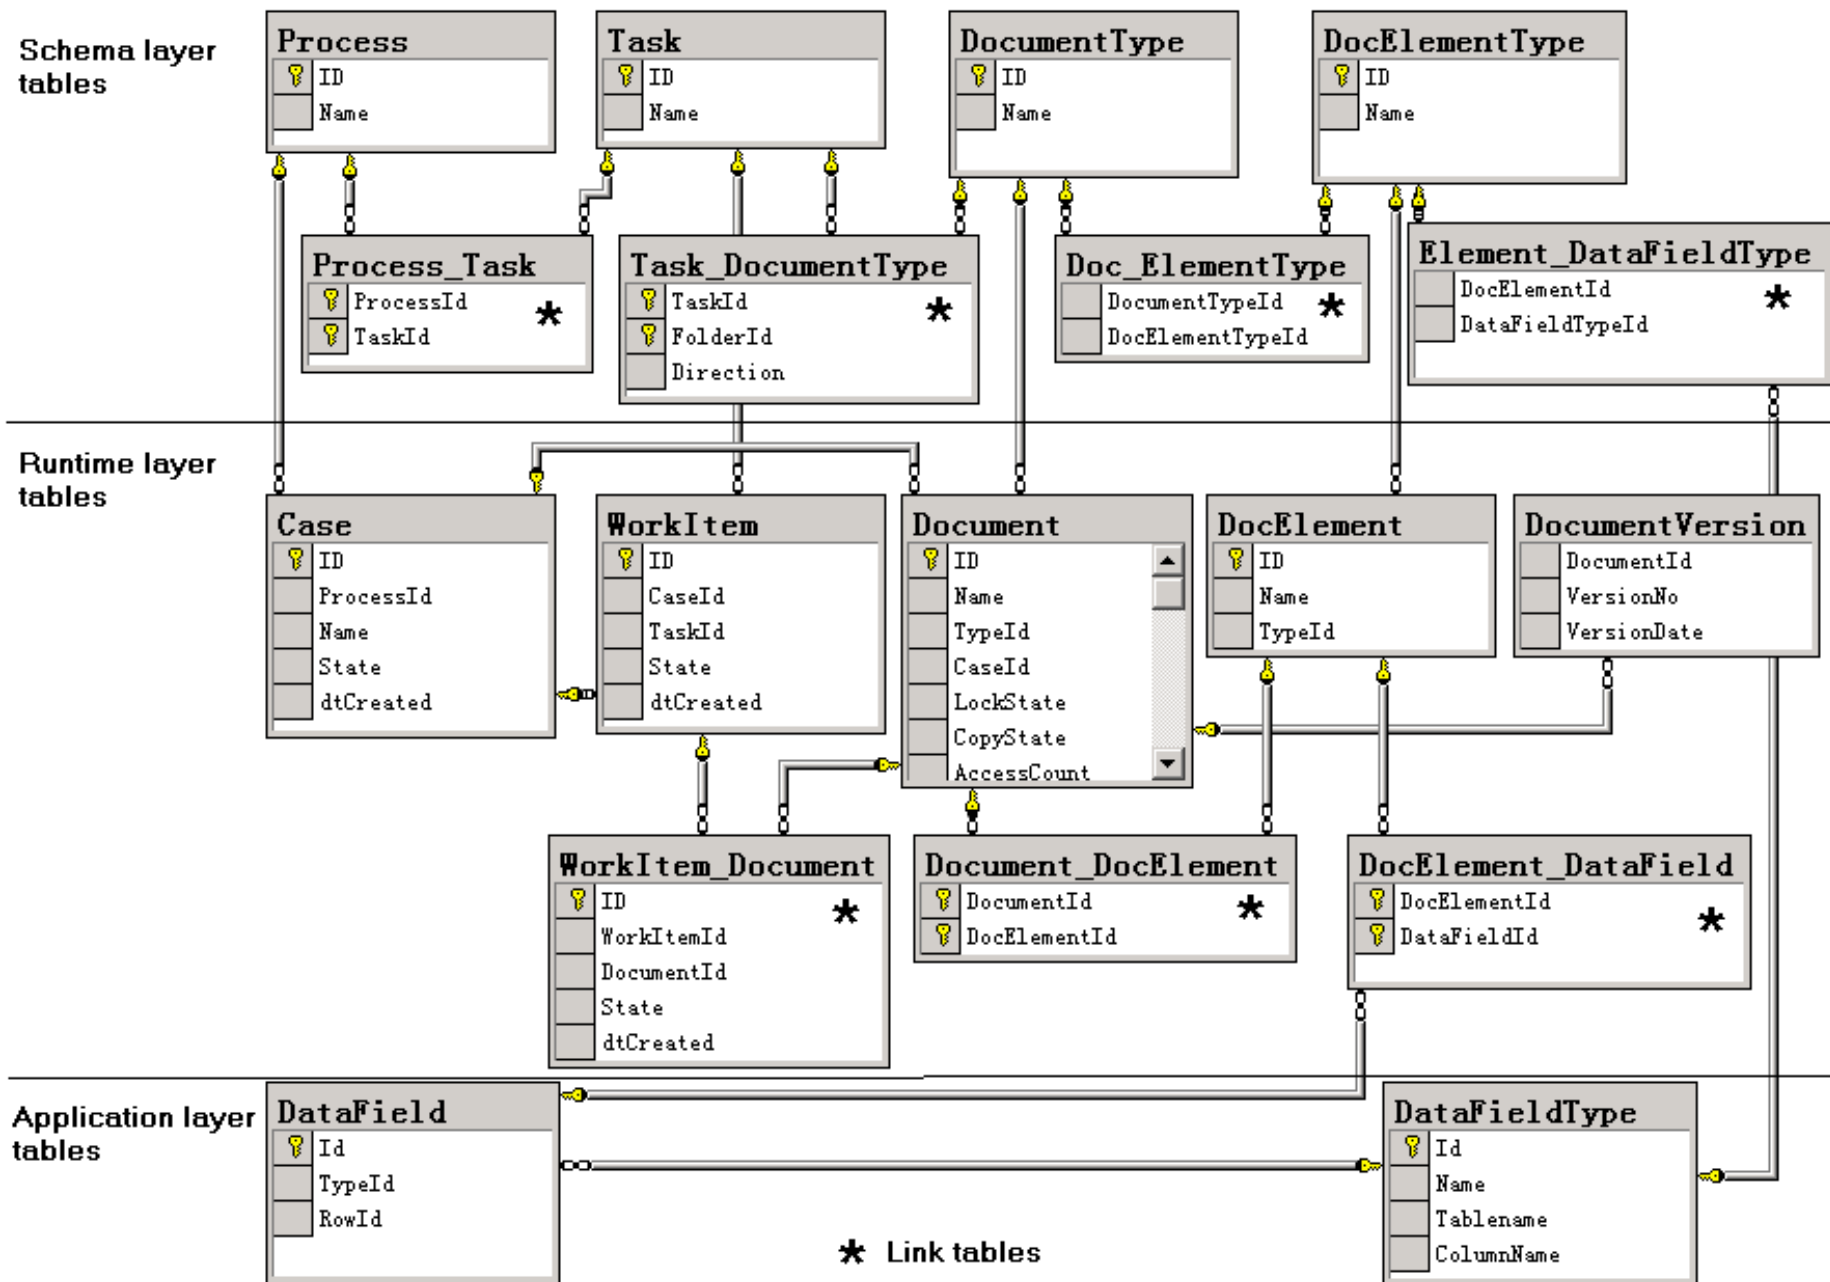 Schema layer
tables
Process
ID
Name
Task
ID
Name
DocumentType
ID
Name
DocElementType
ID
Name
Process_Task
ProcessId
TaskId
*
Task_DocumentType
TaskId
FolderId
Direction
*
Doc_ElementType
DocumentTypeId
DocElementTypeId
*
Element_DataFieldType
DocElementId
DataFieldTypeId
*
Runtime layer
tables
Case
ID
ProcessId
Name
State
dtCreated
WorkItem
ID
CaseId
TaskId
State
dtCreated
Document
ID
Name
TypeId
CaseId
LockState
CopyState
AccessCount
DocElement
ID
Name
TypeId
DocumentVersion
DocumentId
VersionNo
VersionDate
WorkItem_Document
ID
WorkItemId
DocumentId
State
dtCreated
*
Document_DocElement
DocumentId
DocElementId
*
DocElement_DataField
DocElementId
DataFieldId
*
Application layer
tables
DataField
Id
TypeId
RowId
DataFieldType
Id
Name
Tablename
ColumnName
* Link tables